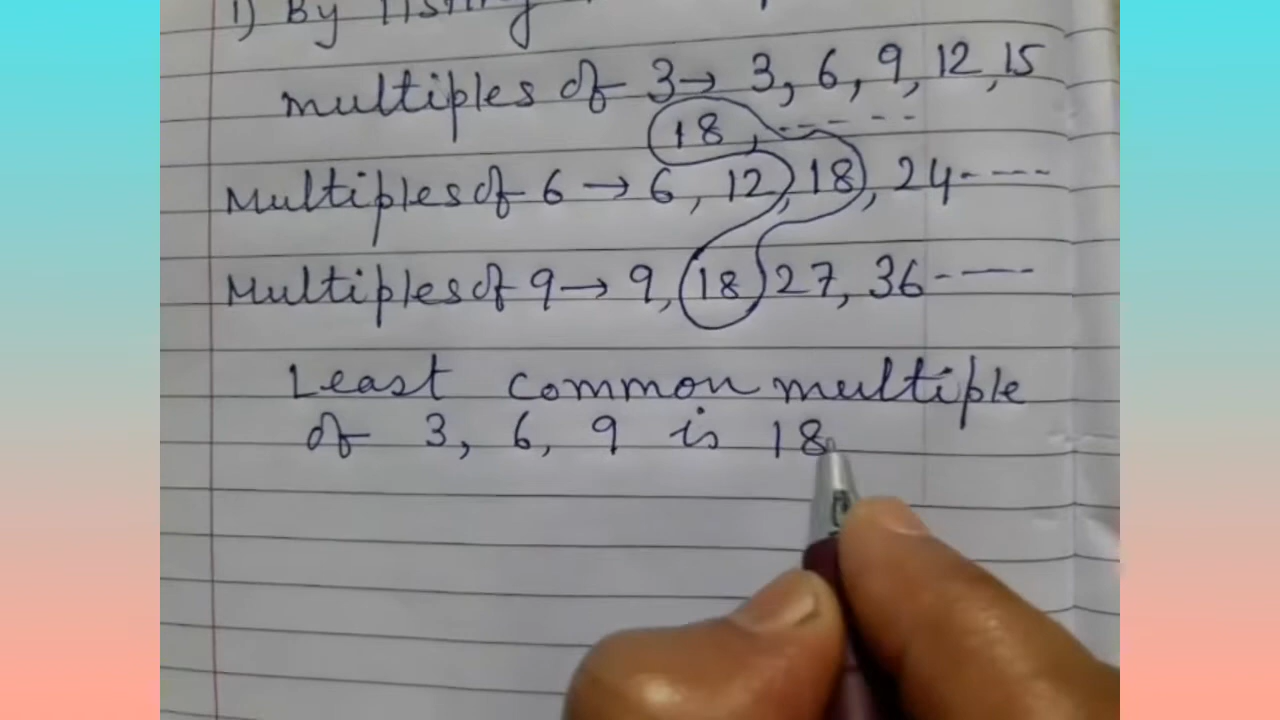 1) By listing
multiples of 3 → 3, 6, 9, 12, 15
18, ------
Multiples of 6 → 6, 12, 18, 24----
Multiples of 9 → 9, 18 27, 36----
Least common multiple
of 3, 6, 9 is 18